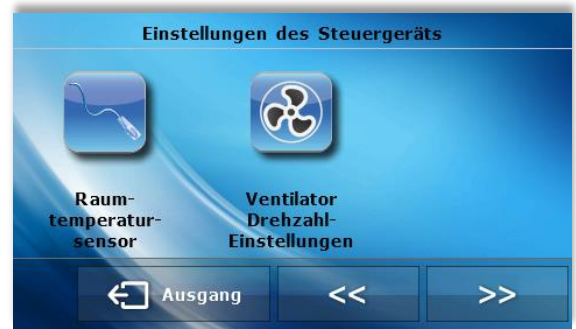 Einstellungen des Steuergeräts
Raum-
temperatur-
sensor
Ventilator
Drehzahl-
Einstellungen
Ausgang
<<
>>